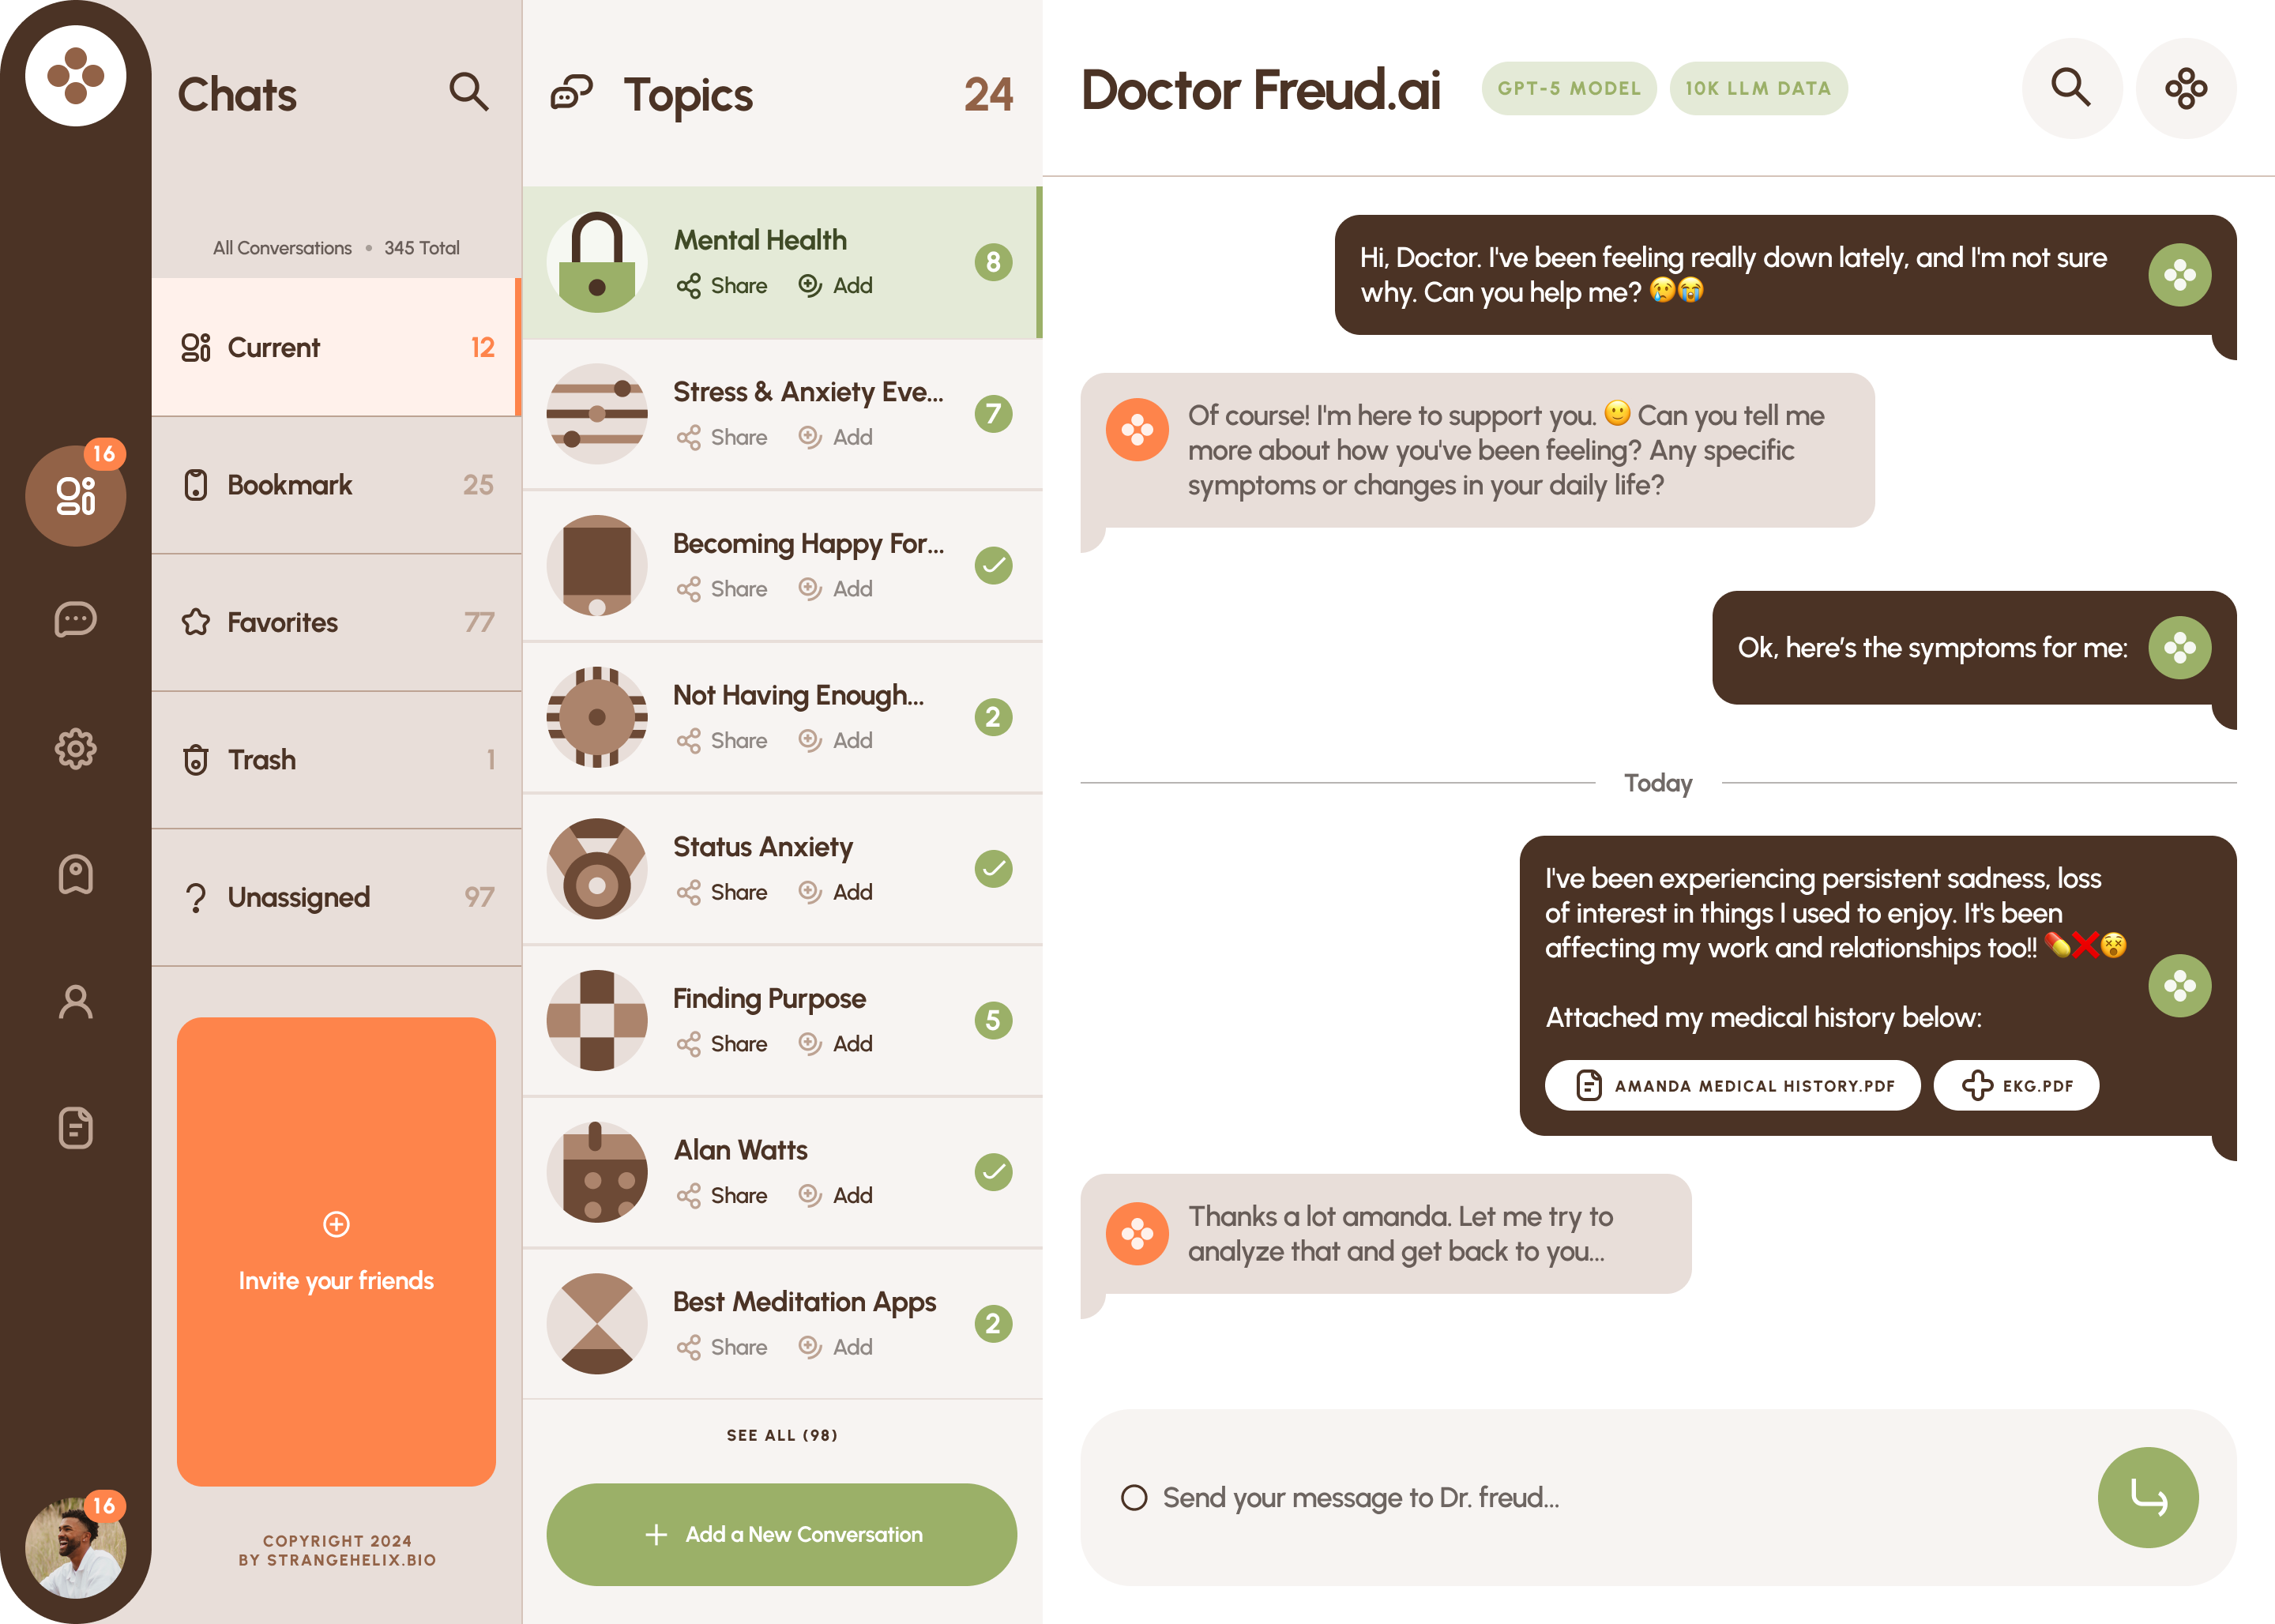 Chats
All Conversations • 345 Total
Current 12
16
Bookmark 25
Favorites 77
Trash 1
Unassigned 97
Invite your friends
16
COPYRIGHT 2024
BY STRANGEHELIX.BIO
Topics 24
Mental Health
Share Add
8
Stress & Anxiety Eve...
Share Add
7
Becoming Happy For...
Share Add
Not Having Enough...
Share Add
2
Status Anxiety
Share Add
Finding Purpose
Share Add
5
Alan Watts
Share Add
Best Meditation Apps
Share Add
2
SEE ALL (98)
Add a New Conversation
Doctor Freud.ai
GPT-5 MODEL
10K LLM DATA
Hi, Doctor. I've been feeling really down lately, and I'm not sure
why. Can you help me? 😢😭
Of course! I'm here to support you. 🙂 Can you tell me
more about how you've been feeling? Any specific
symptoms or changes in your daily life?
Ok, here’s the symptoms for me:
Today
I've been experiencing persistent sadness, loss
of interest in things I used to enjoy. It's been
affecting my work and relationships too!! 💊❌😵
Attached my medical history below:
AMANDA MEDICAL HISTORY.PDF
EKG.PDF
Thanks a lot amanda. Let me try to
analyze that and get back to you...
Send your message to Dr. freud...